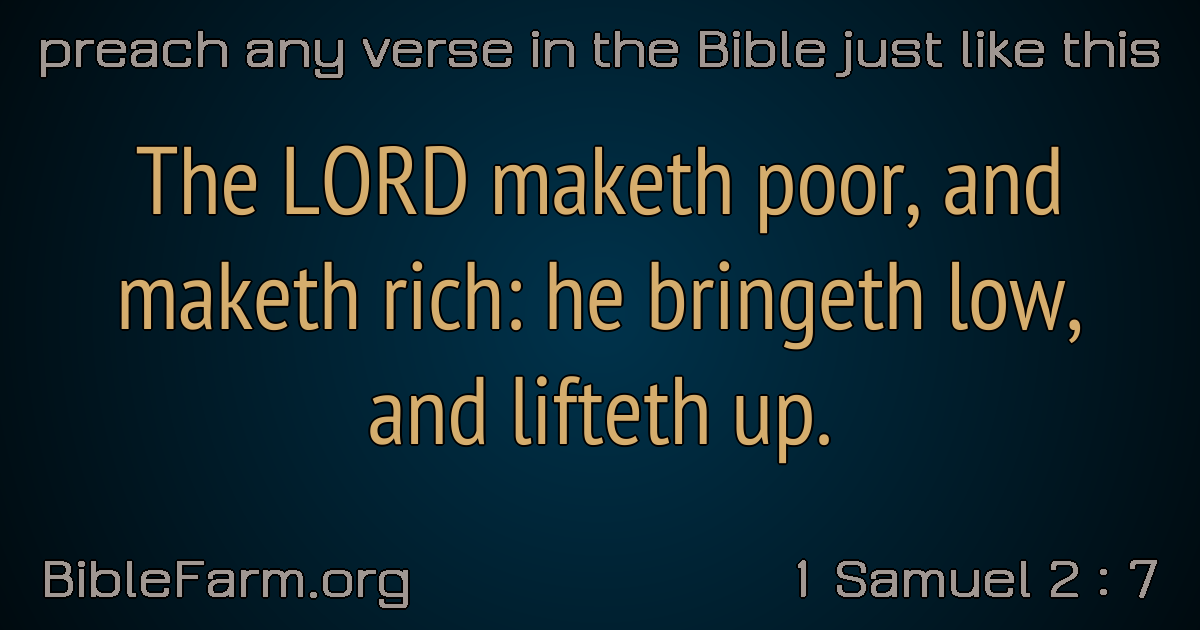 preach any verse in the Bible just like this
The LORD maketh poor, and
maketh rich: he bringeth low,
and lifteth up.
BibleFarm.org
1 Samuel 2 : 7